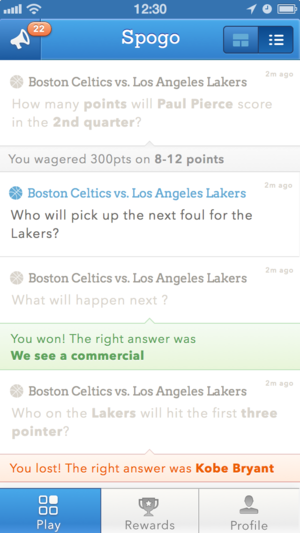 12:30
22
Spogo
2m ago
Boston Celtics vs. Los Angeles Lakers
How many points will Paul Pierce score
in the 2nd quarter?
You wagered 300pts on 8-12 points
2m ago
Boston Celtics vs. Los Angeles Lakers
Who will pick up the next foul for the
Lakers?
2m ago
Boston Celtics vs. Los Angeles Lakers
What will happen next ?
You won! The right answer was
We see a commercial
2m ago
Boston Celtics vs. Los Angeles Lakers
Who on the Lakers will hit the first three
pointer?
You lost! The right answer was Kobe Bryant
Play
Rewards
Profile